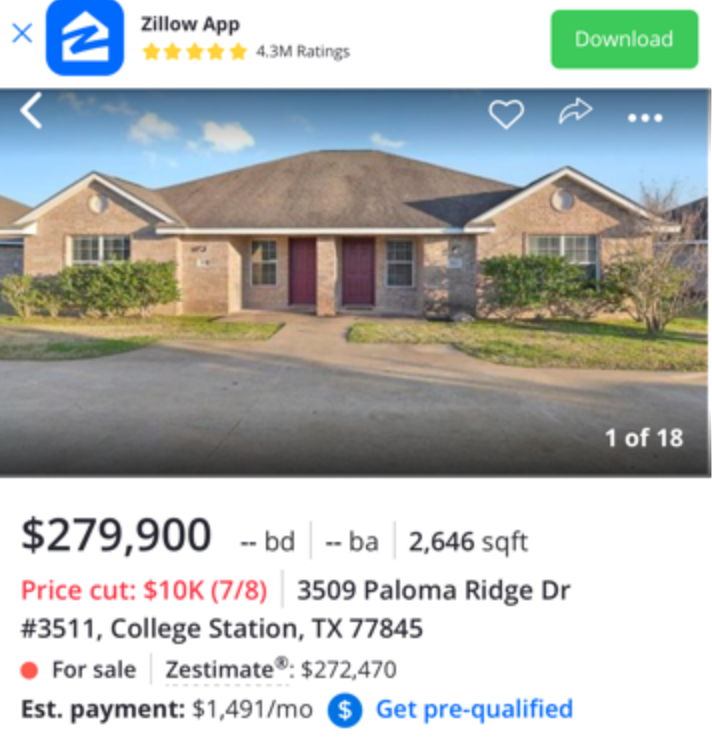 Zillow App
4.3M Ratings
Download
1 of 18
$279,900 -- bd | -- ba | 2,646 sqft
Price cut: $10K (7/8) | 3509 Paloma Ridge Dr
#3511, College Station, TX 77845
For sale | Zestimate®: $272,470
Est. payment: $1,491/mo $ Get pre-qualified